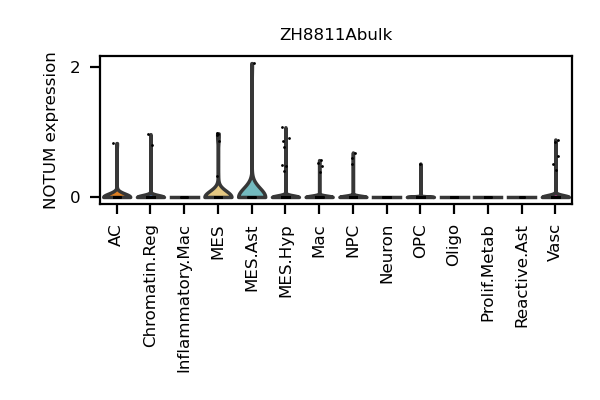 ZH8811Abulk
NOTUM expression
2
0
AC
Chromatin.Reg
Inflammatory.Mac
MES
MES.Ast
MES.Hyp
Mac
NPC
Neuron
OPC
Oligo
Prolif.Metab
Reactive.Ast
Vasc